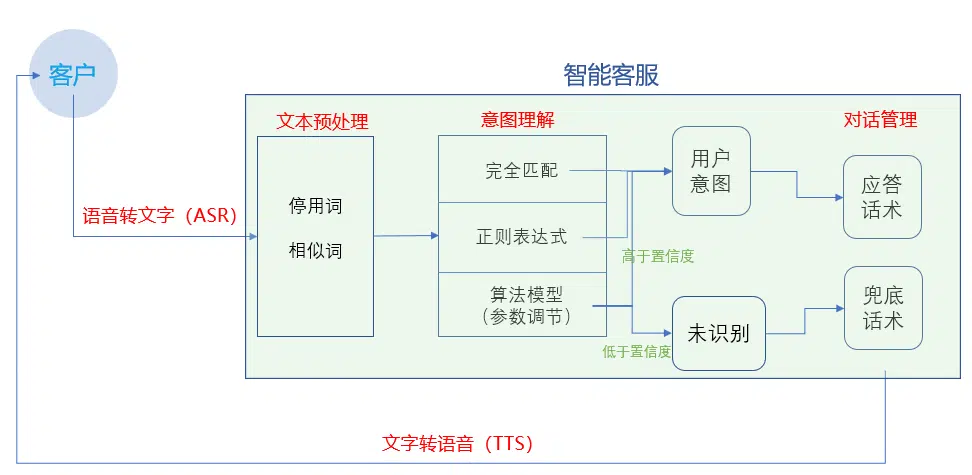 客户
智能客服
文本预处理
意图理解
对话管理
停用词
相似词
完全匹配
正则表达式
算法模型
（参数调节）
用户
意图
应答
话术
语音转文字（ASR）
高于置信度
低于置信度
未识别
兜底
话术
文字转语音（TTS）